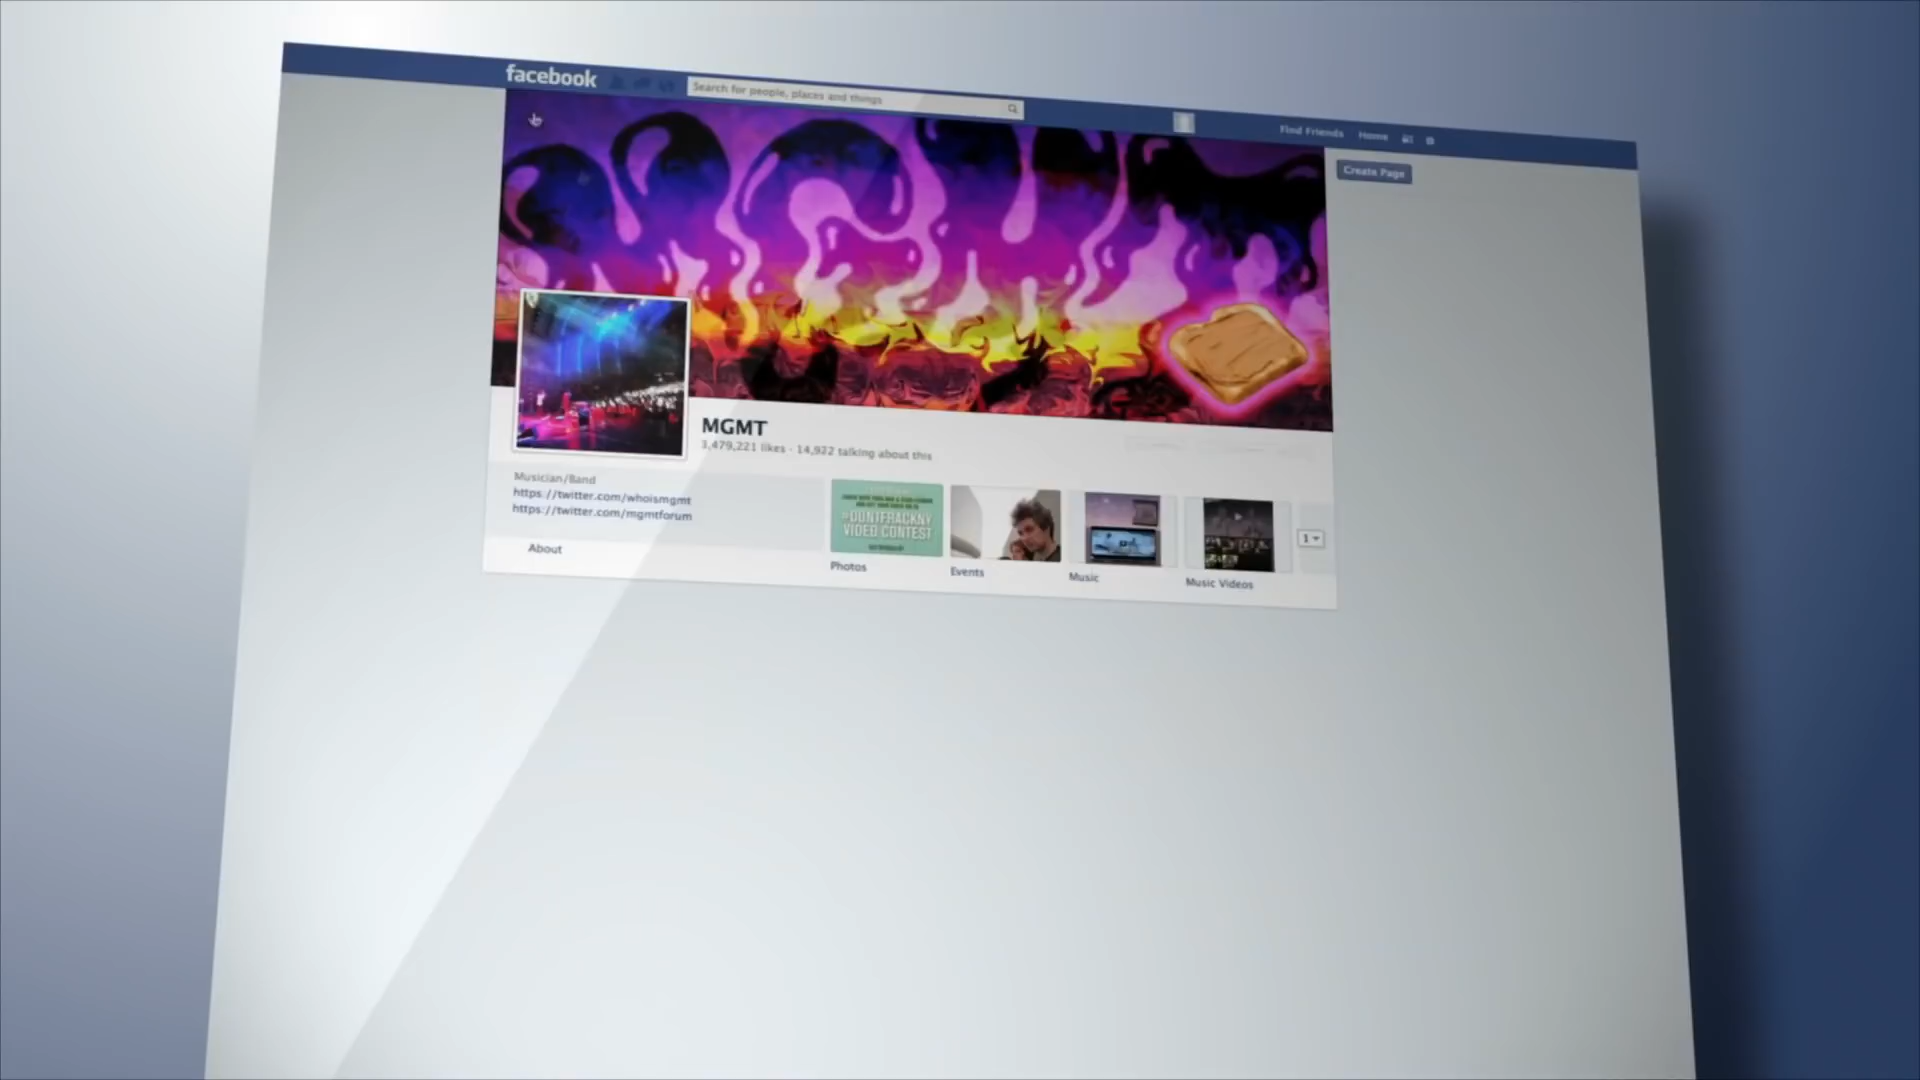 facebook
Search for people, places and things
Find Friends Home
Create Page
MGMT
3,479,221 likes · 14,922 talking about this
Musician/Band
https://twitter.com/whoismgmt
https://twitter.com/mgmtforum
About
#DONTFRACKNY
VIDEO CONTEST
Photos
Events
Music
Music Videos
1